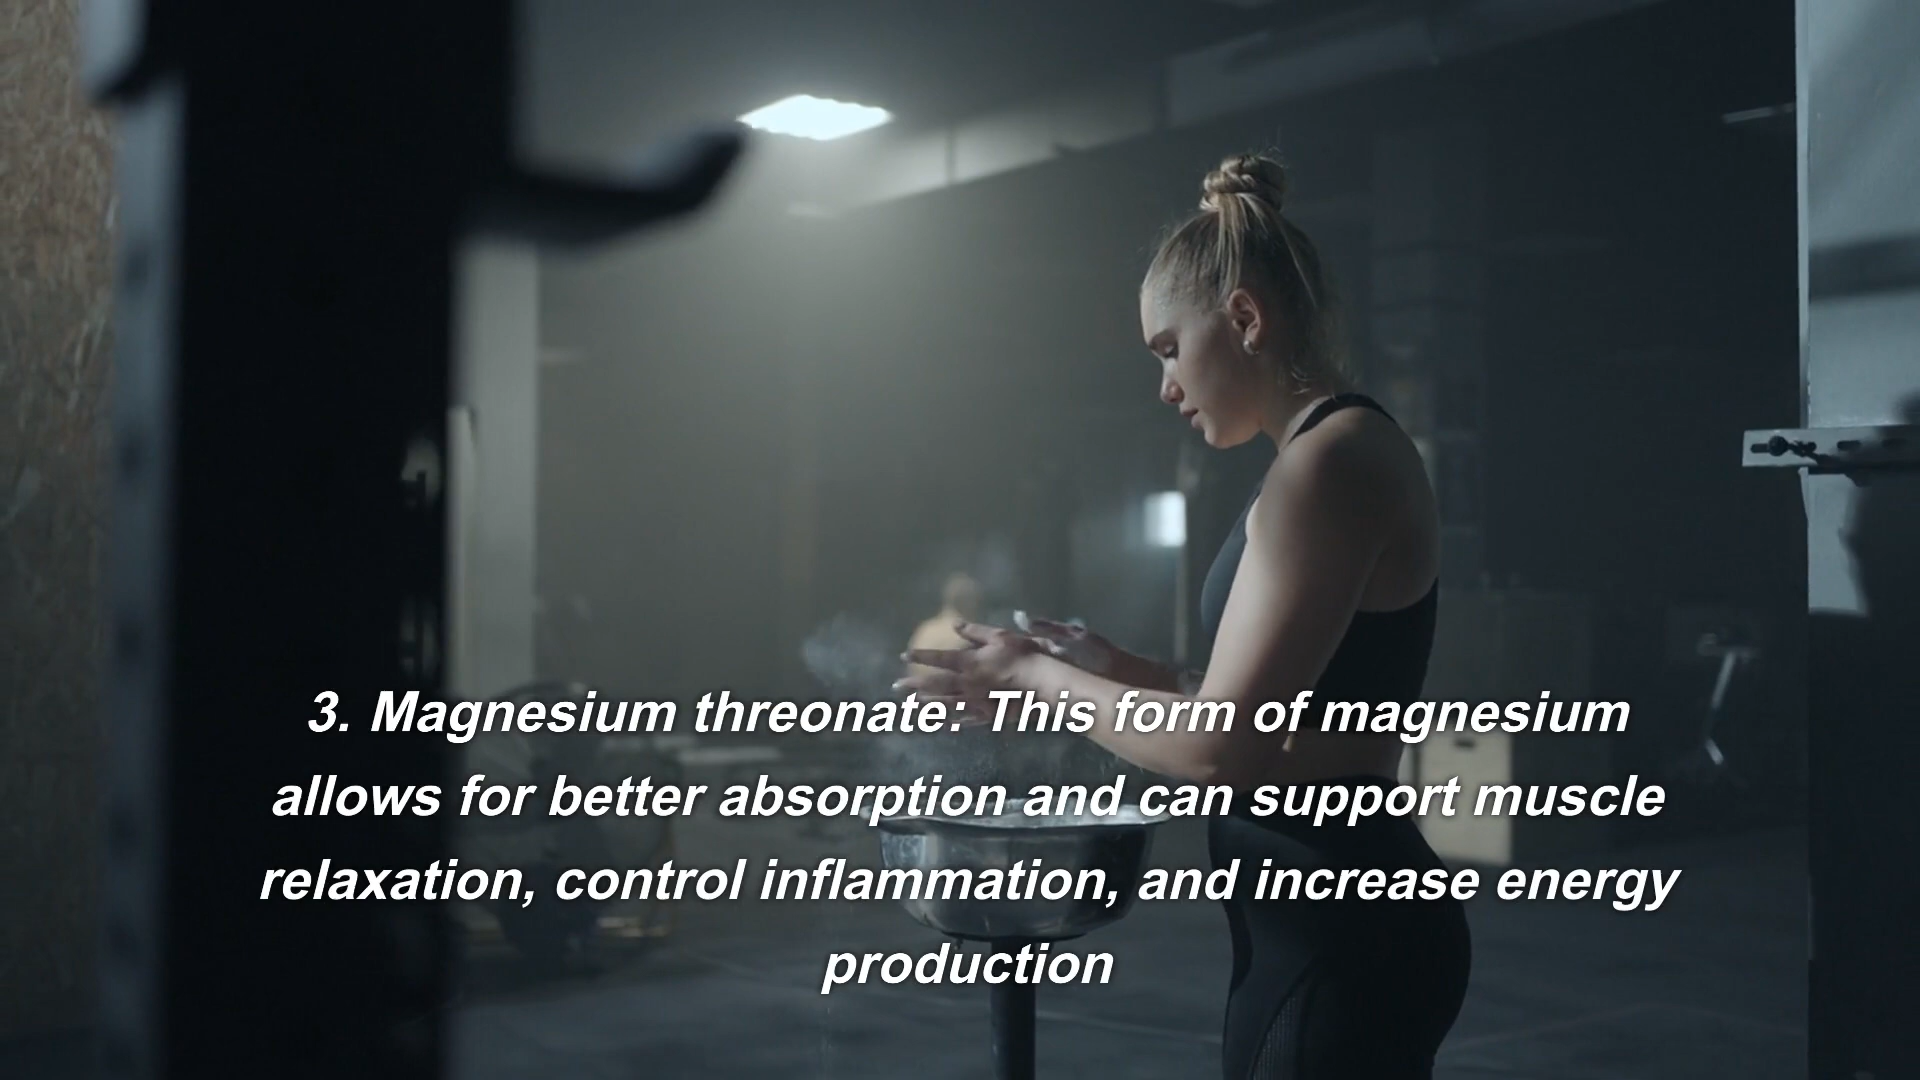 3. Magnesium threonate: This form of magnesium
allows for better absorption and can support muscle
relaxation, control inflammation, and increase energy
production